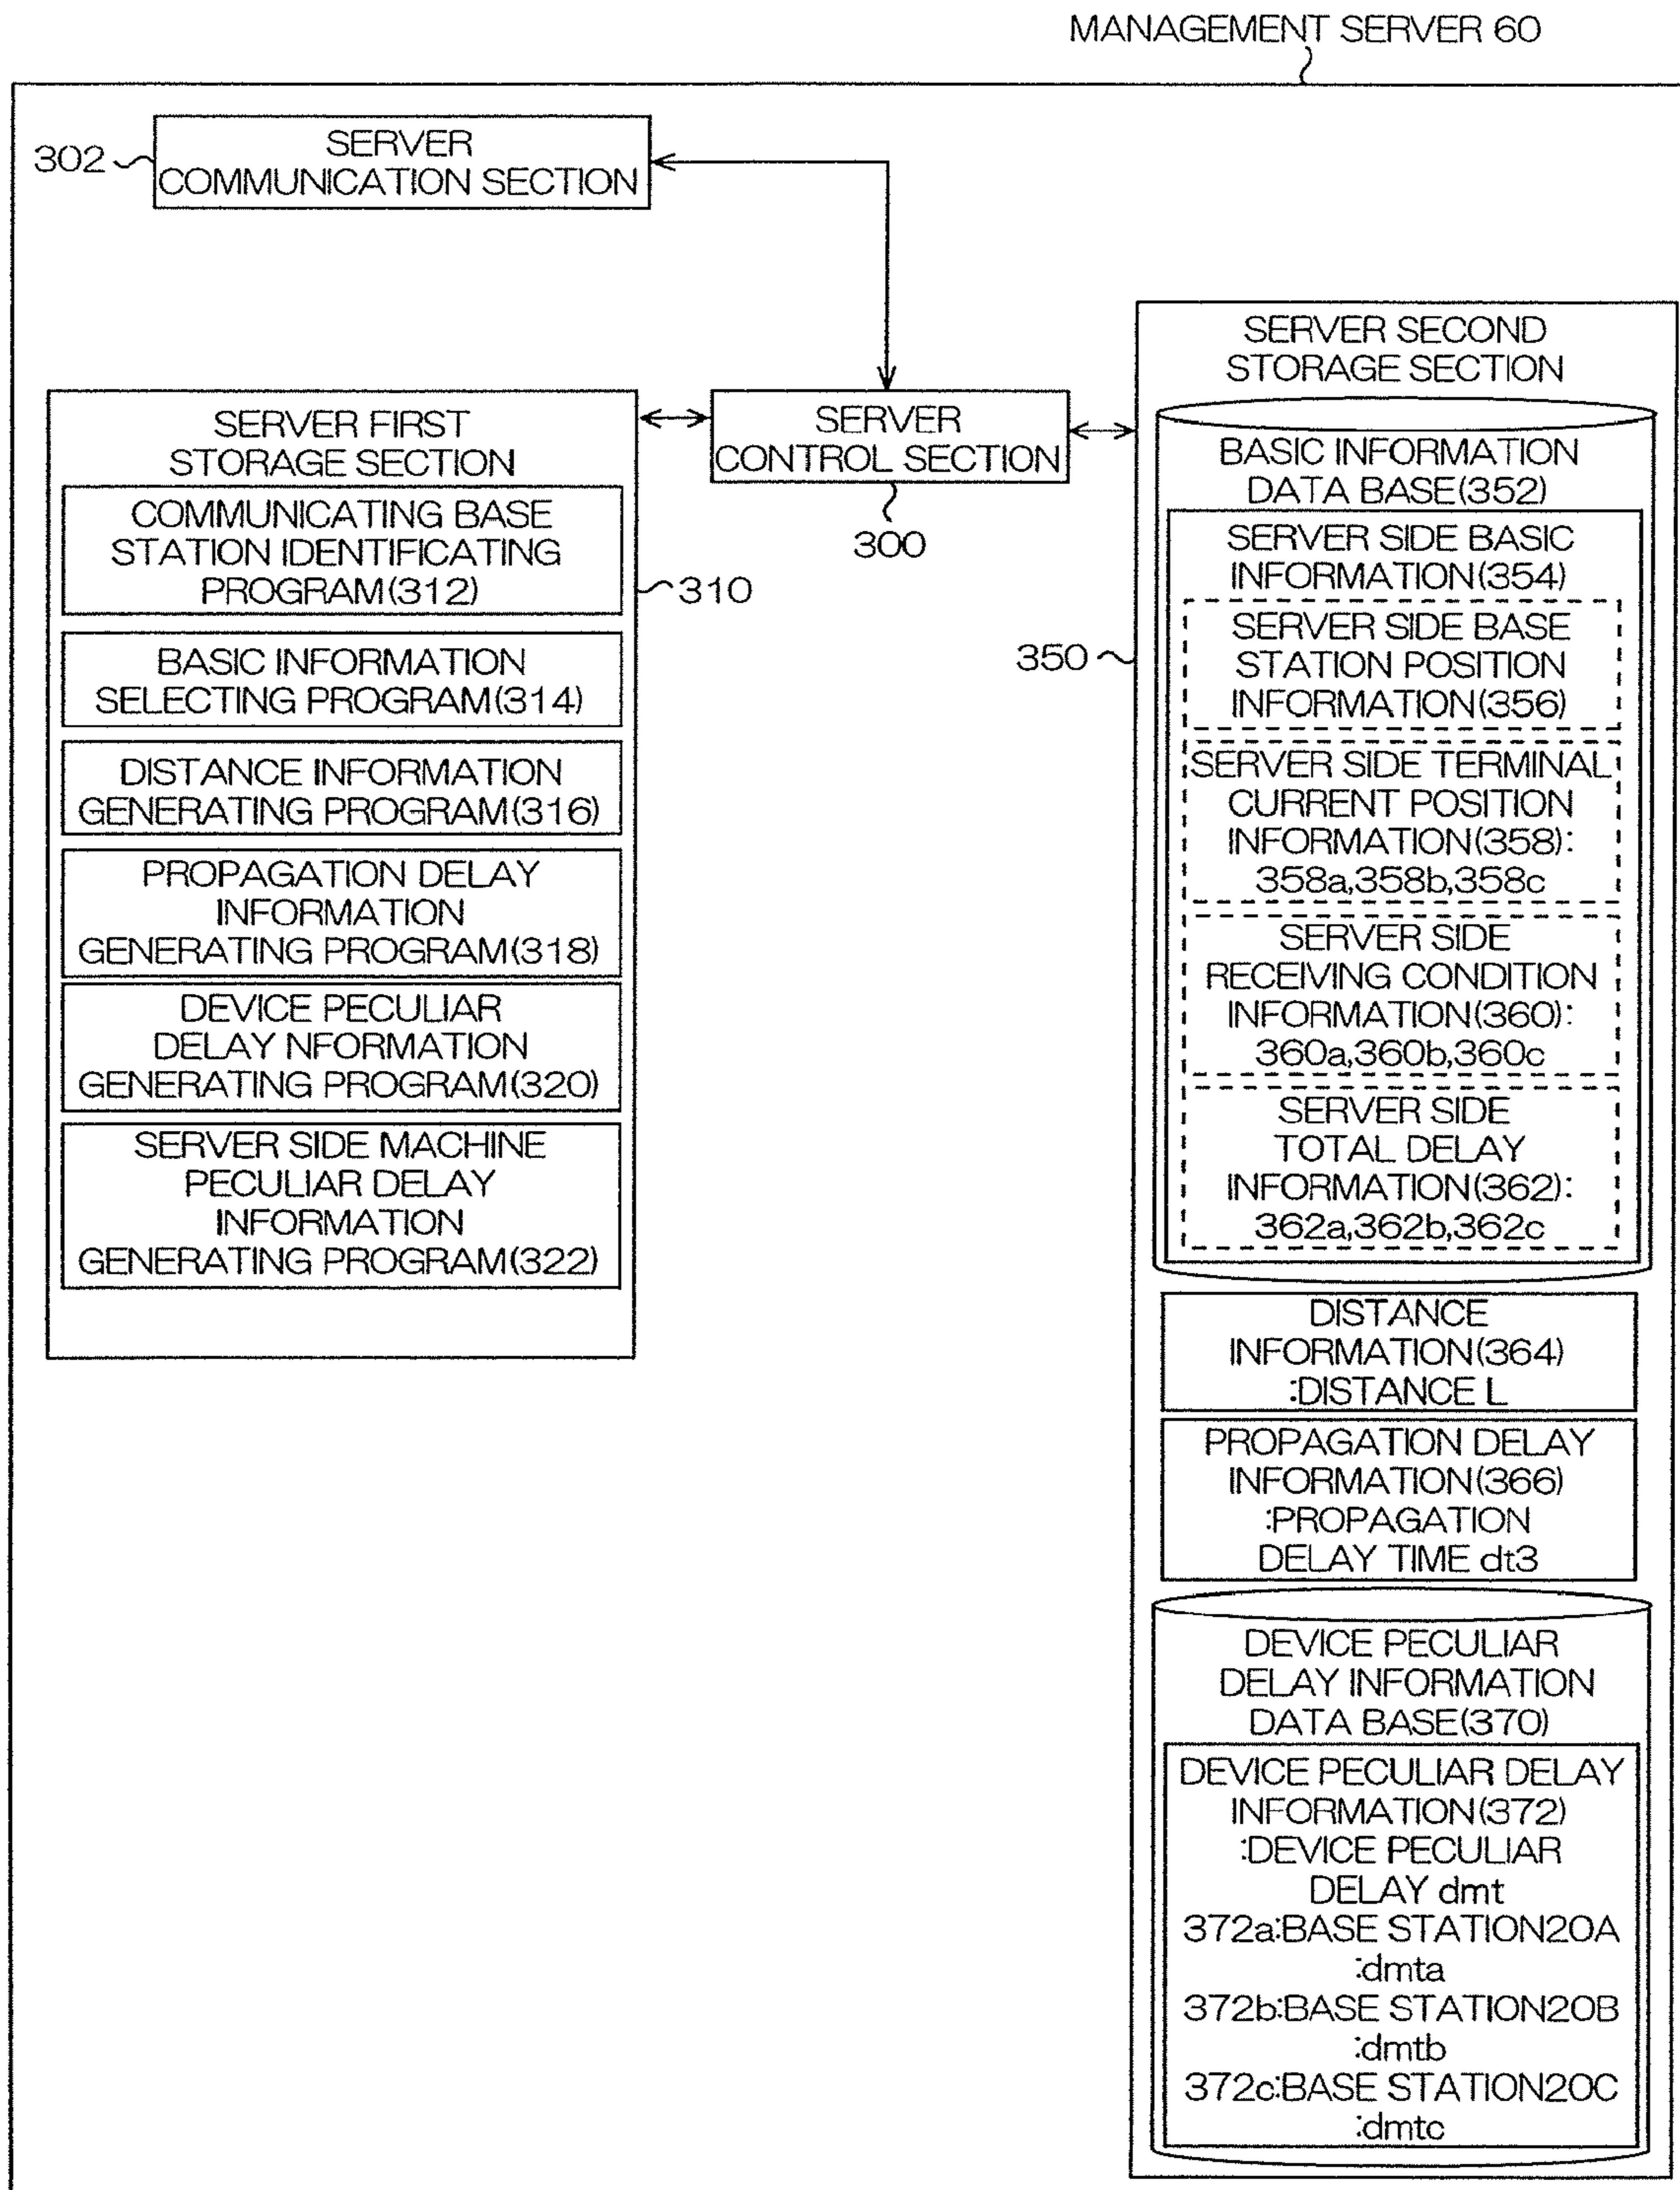 MANAGEMENT SERVER 60
302
SERVER
COMMUNICATION SECTION
SERVER FIRST
STORAGE SECTION
COMMUNICATING BASE
STATION IDENTIFICATING
PROGRAM(312)
BASIC INFORMATION
SELECTING PROGRAM(314)
DISTANCE INFORMATION
GENERATING PROGRAM(316)
PROPAGATION DELAY
INFORMATION
GENERATING PROGRAM(318)
DEVICE PECULIAR
DELAY NFORMATION
GENERATING PROGRAM(320)
SERVER SIDE MACHINE
PECULIAR DELAY
INFORMATION
GENERATING PROGRAM(322)
310
SERVER
CONTROL SECTION
300
350
SERVER SECOND
STORAGE SECTION
BASIC INFORMATION
DATA BASE(352)
SERVER SIDE BASIC
INFORMATION(354)
SERVER SIDE BASE
STATION POSITION
INFORMATION(356)
SERVER SIDE TERMINAL
CURRENT POSITION
INFORMATION(358):
358a,358b,358c
SERVER SIDE
RECEIVING CONDITION
INFORMATION(360):
360a,360b,360c
SERVER SIDE
TOTAL DELAY
INFORMATION(362):
362a,362b,362c
DISTANCE
INFORMATION(364)
:DISTANCE L
PROPAGATION DELAY
INFORMATION(366)
:PROPAGATION
DELAY TIME dt3
DEVICE PECULIAR
DELAY INFORMATION
DATA BASE(370)
DEVICE PECULIAR DELAY
INFORMATION(372)
:DEVICE PECULIAR
DELAY dmt
372a:BASE STATION20A
:dmta
372b:BASE STATION20B
:dmtb
372c:BASE STATION20C
:dmtc